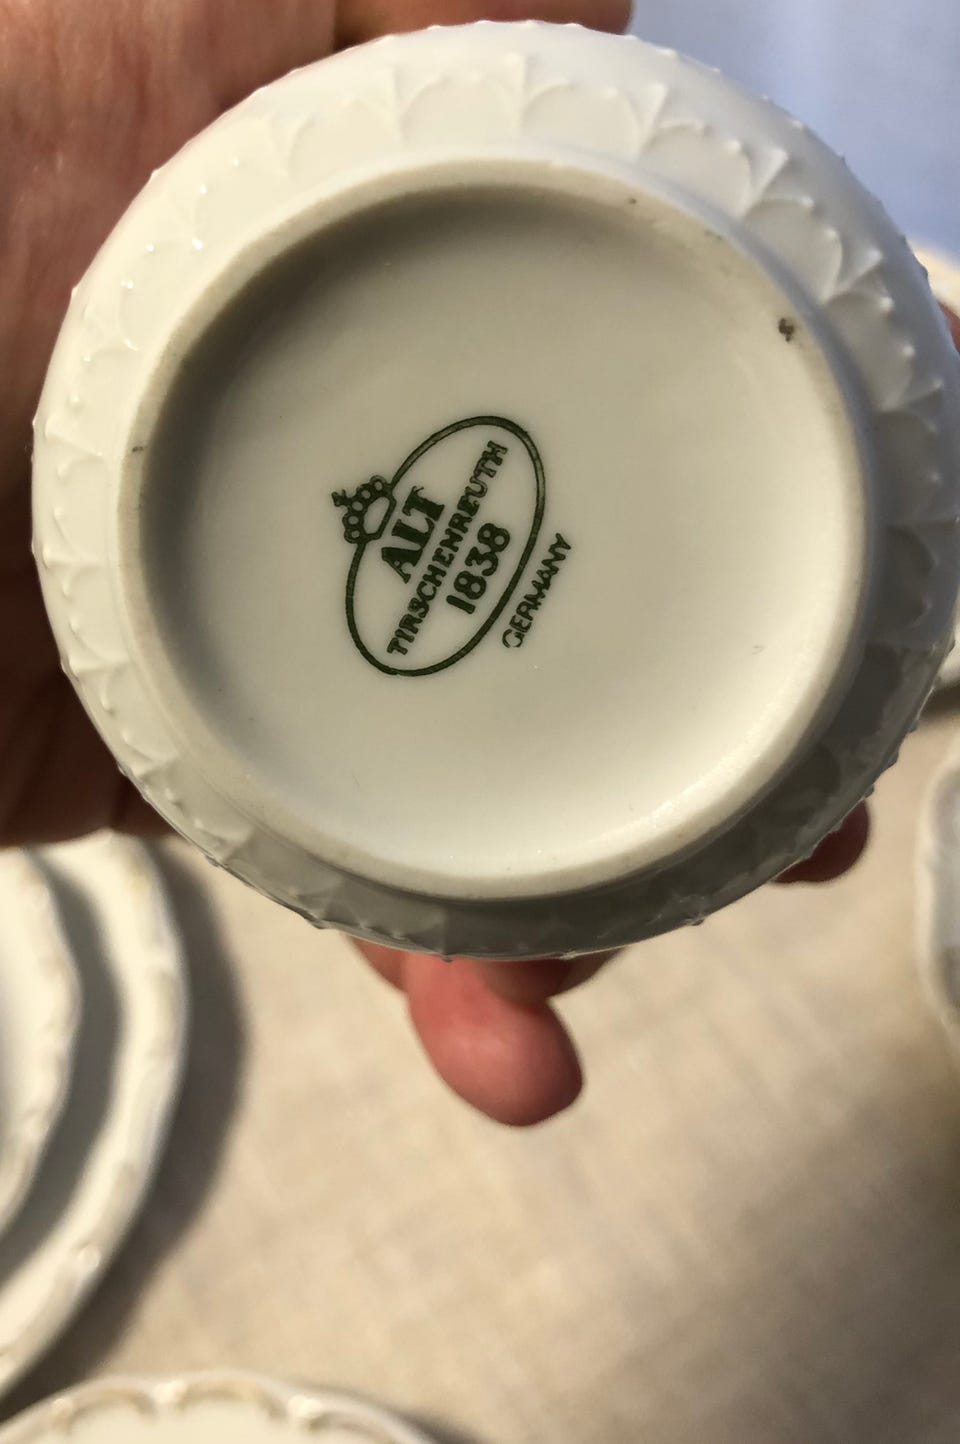 ALT
TIRSCHENREUTH
1838
GERMANY